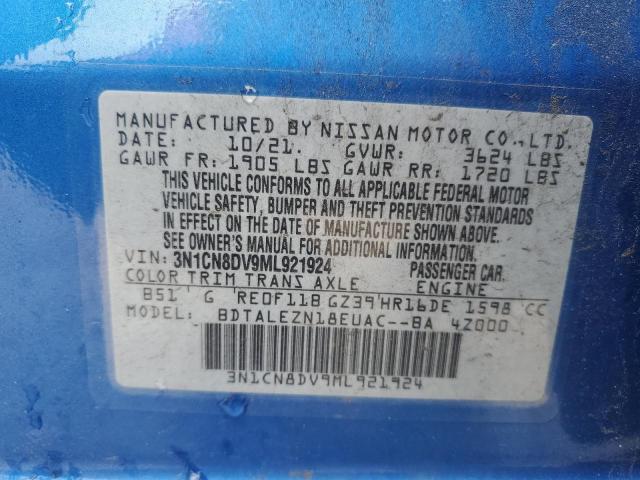 MANUFACTURED BY NISSAN MOTOR CO., LTD.
DATE: 10/21. GVWR: 3624 LBS
GAWR FR: 1905 LBS GAWR RR: 1720 LBS
THIS VEHICLE CONFORMS TO ALL APPLICABLE FEDERAL MOTOR
VEHICLE SAFETY, BUMPER AND THEFT PREVENTION STANDARDS
IN EFFECT ON THE DATE OF MANUFACTURE SHOWN ABOVE.
SEE OWNER'S MANUAL FOR ADDITIONAL INFORMATION.
VIN: 3N1CN8DV9ML921924 PASSENGER CAR.
COLOR TRIM TRANS AXLE ENGINE
B51 G RE0F11B GZ39 HR16DE 1598 CC
MODEL: BDTALEZN18EUAC--BA 4Z000
3N1CN8DV9ML921924